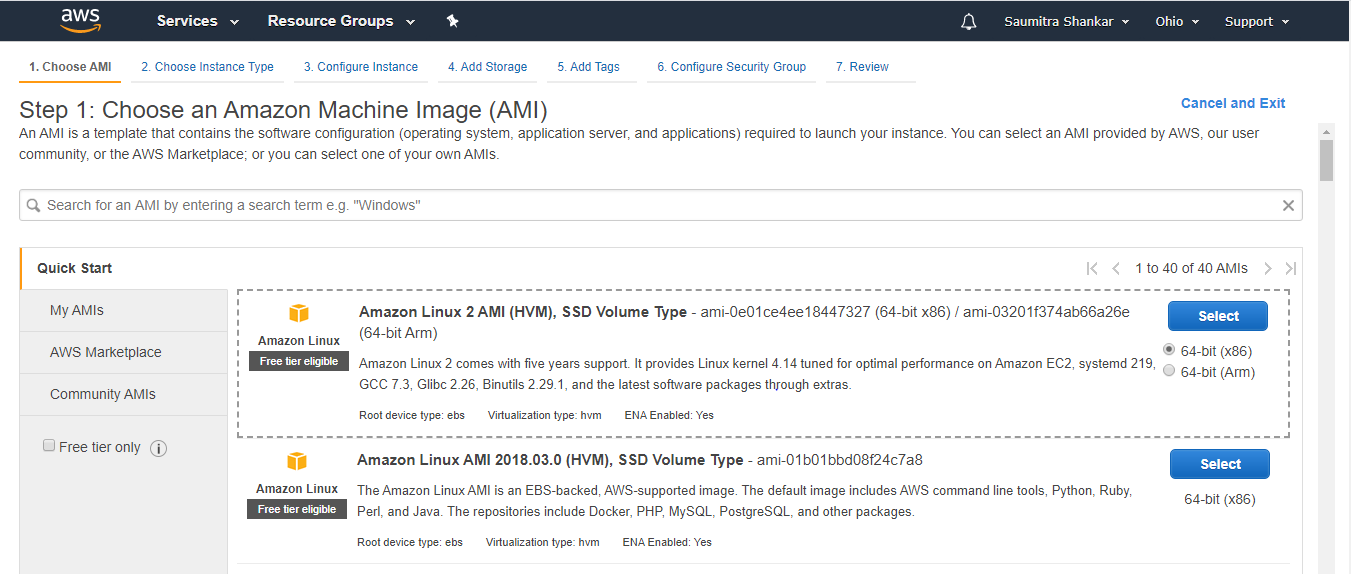 aws Services Resource Groups Saumitra Shankar Ohio Support
1. Choose AMI 2. Choose Instance Type 3. Configure Instance 4. Add Storage 5. Add Tags 6. Configure Security Group 7. Review
Step 1: Choose an Amazon Machine Image (AMI)
Cancel and Exit
An AMI is a template that contains the software configuration (operating system, application server, and applications) required to launch your instance. You can select an AMI provided by AWS, our user
community, or the AWS Marketplace; or you can select one of your own AMIs.
Search for an AMI by entering a search term e.g. "Windows"
Quick Start
1 to 40 of 40 AMIs
My AMIs
AWS Marketplace
Community AMIs
Free tier only
Amazon Linux
Free tier eligible
Amazon Linux 2 AMI (HVM), SSD Volume Type - ami-0e01ce4ee18447327 (64-bit x86) / ami-03201f374ab66a26e
(64-bit Arm)
Amazon Linux 2 comes with five years support. It provides Linux kernel 4.14 tuned for optimal performance on Amazon EC2, systemd 219,
GCC 7.3, Glibc 2.26, Binutils 2.29.1, and the latest software packages through extras.
Root device type: ebs Virtualization type: hvm ENA Enabled: Yes
Select
64-bit (x86)
64-bit (Arm)
Amazon Linux
Free tier eligible
Amazon Linux AMI 2018.03.0 (HVM), SSD Volume Type - ami-01b01bbd08f24c7a8
The Amazon Linux AMI is an EBS-backed, AWS-supported image. The default image includes AWS command line tools, Python, Ruby,
Perl, and Java. The repositories include Docker, PHP, MySQL, PostgreSQL, and other packages.
Root device type: ebs Virtualization type: hvm ENA Enabled: Yes
Select
64-bit (x86)